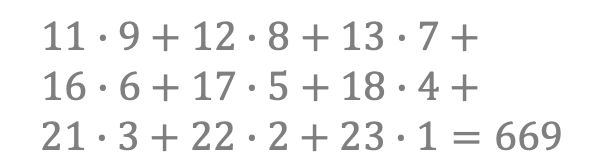 11 · 9 + 12 · 8 + 13 · 7 +
16 · 6 + 17 · 5 + 18 · 4 +
21 · 3 + 22 · 2 + 23 · 1 = 669